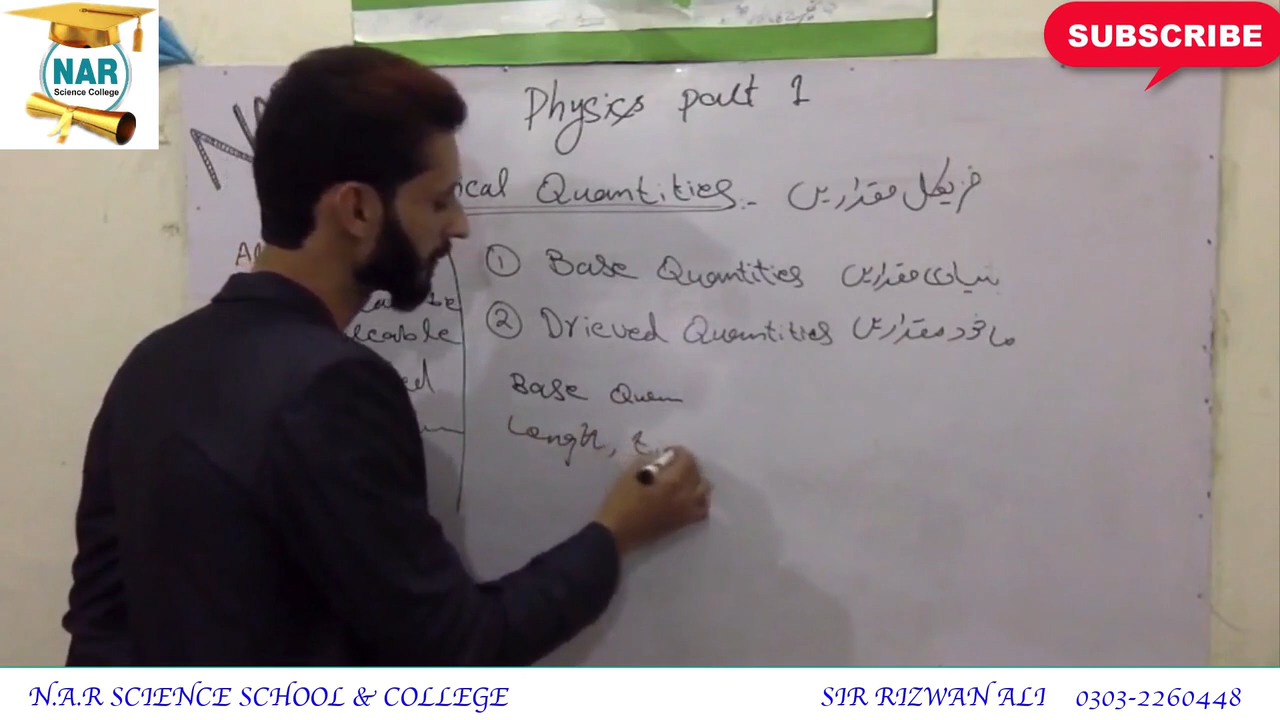 NAR
Science College
SUBSCRIBE
Physics part 1
ical Quantities:- فزیکل مقداریں
① Base Quantities بنیادی مقداریں
② Drieved Quantities ماخوذ مقداریں
Base Quan
Length, t
N.A.R SCIENCE SCHOOL & COLLEGE
SIR RIZWAN ALI 0303-2260448